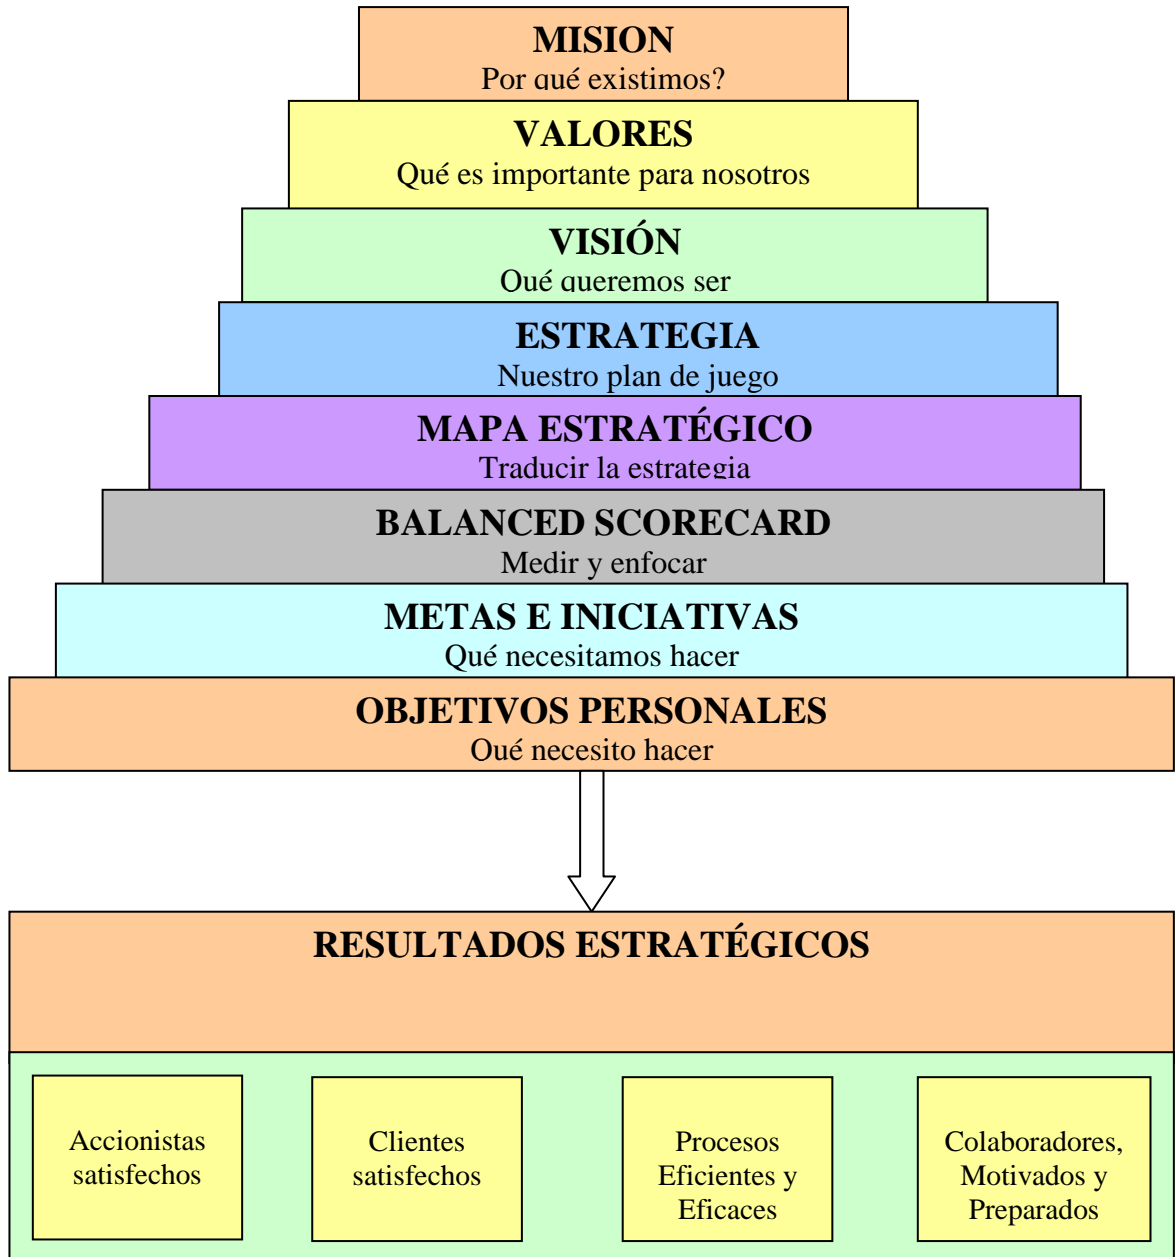 MISION
Por qué existimos?
VALORES
Qué es importante para nosotros
VISIÓN
Qué queremos ser
ESTRATEGIA
Nuestro plan de juego
MAPA ESTRATÉGICO
Traducir la estrategia
BALANCED SCORECARD
Medir y enfocar
METAS E INICIATIVAS
Qué necesitamos hacer
OBJETIVOS PERSONALES
Qué necesito hacer
RESULTADOS ESTRATÉGICOS
Accionistas
satisfechos
Clientes
satisfechos
Procesos
Eficientes y
Eficaces
Colaboradores,
Motivados y
Preparados